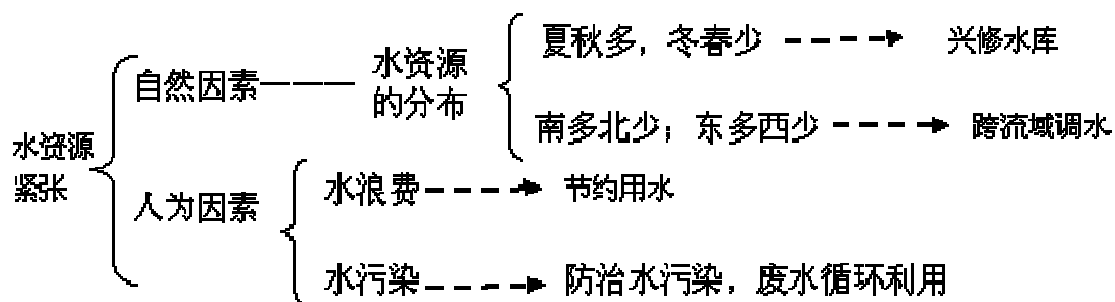 夏秋多，冬春少
兴修水库
自然因素
水资源
的分布
南多北少；东多西少
跨流域调水
水资源
紧张
人为因素
水浪费
节约用水
水污染
防治水污染，废水循环利用